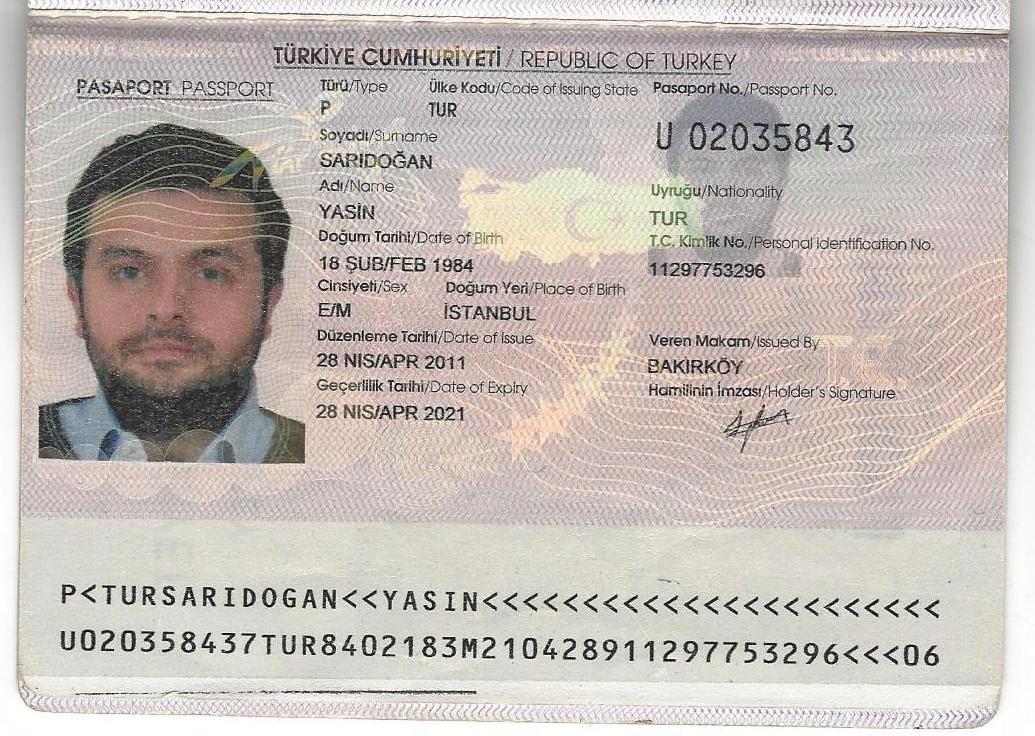 TÜRKİYE CUMHURİYETİ / REPUBLIC OF TURKEY
PASAPORT PASSPORT
Türü/Type Ülke Kodu/Code of Issuing State Pasaport No./Passport No.
P TUR U 02035843
Soyadı/Surname
SARIDOĞAN
Adı/Name Uyruğu/Nationality
YASİN TUR
Doğum Tarihi/Date of Birth T.C. Kimlik No./Personal Identification No.
18 ŞUB/FEB 1984 11297753296
Cinsiyeti/Sex Doğum Yeri/Place of Birth
E/M İSTANBUL
Düzenleme Tarihi/Date of Issue Veren Makam/Issued By
28 NIS/APR 2011 BAKIRKÖY
Geçerlilik Tarihi/Date of Expiry Hamilinin İmzası/Holder's Signature
28 NIS/APR 2021
P<TURSARIDOGAN<<YASIN<<<<<<<<<<<<<<<<<<<<<<<
U020358437TUR8402183M210428911297753296<<<06